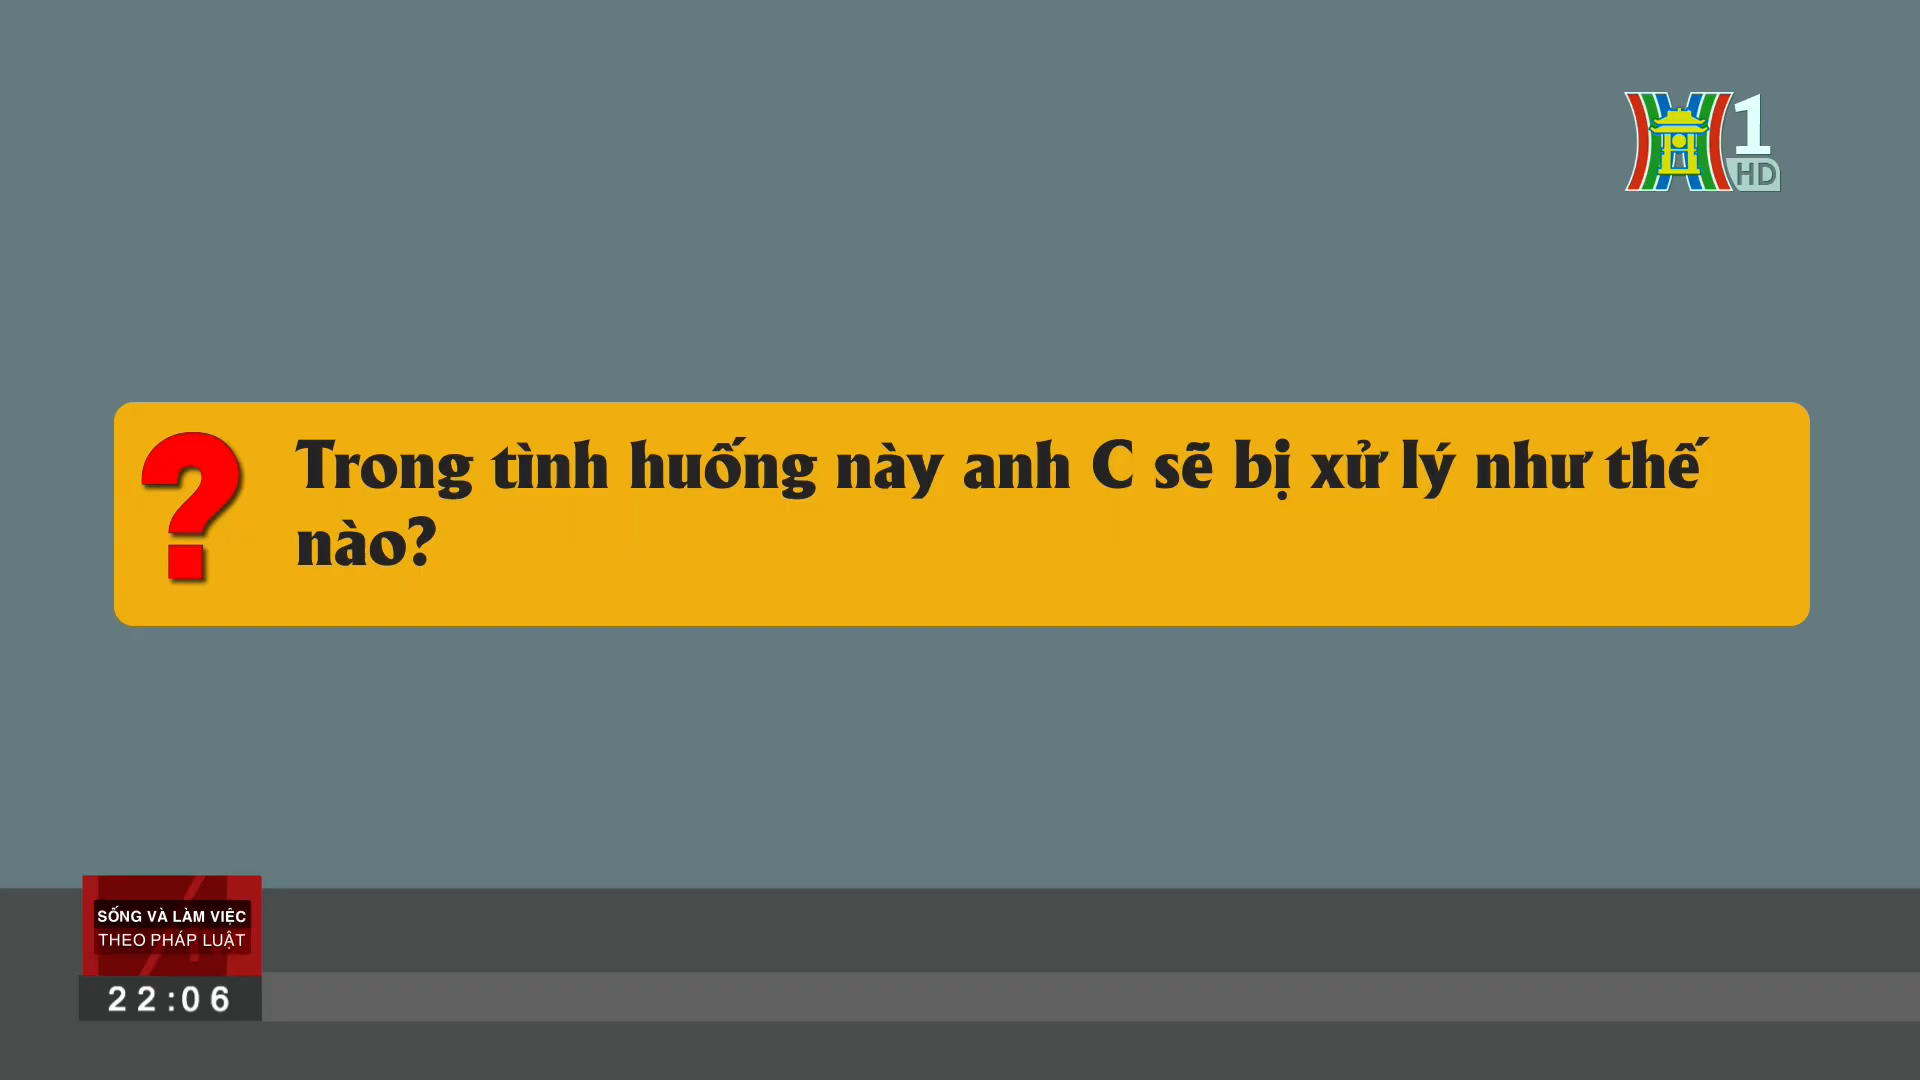 1
HD
Trong tình huống này anh C sẽ bị xử lý như thế
nào?
SỐNG VÀ LÀM VIỆC
THEO PHÁP LUẬT
22:06